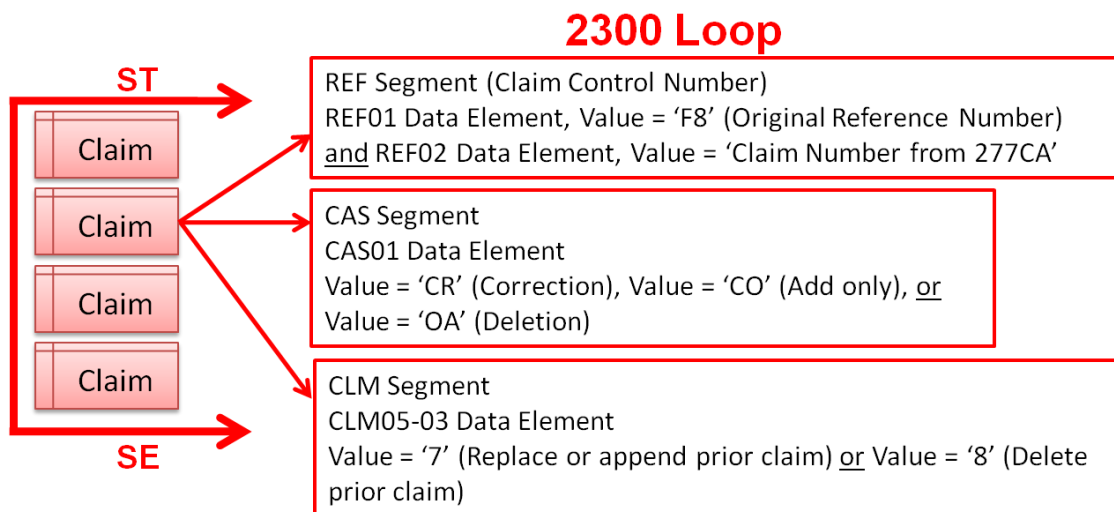 2300 Loop
ST
Claim
Claim
Claim
Claim
SE
REF Segment (Claim Control Number)
REF01 Data Element, Value = ‘F8’ (Original Reference Number)
and REF02 Data Element, Value = ‘Claim Number from 277CA’
CAS Segment
CAS01 Data Element
Value = ‘CR’ (Correction), Value = ‘CO’ (Add only), or
Value = ‘OA’ (Deletion)
CLM Segment
CLM05-03 Data Element
Value = ‘7’ (Replace or append prior claim) or Value = ‘8’ (Delete
prior claim)